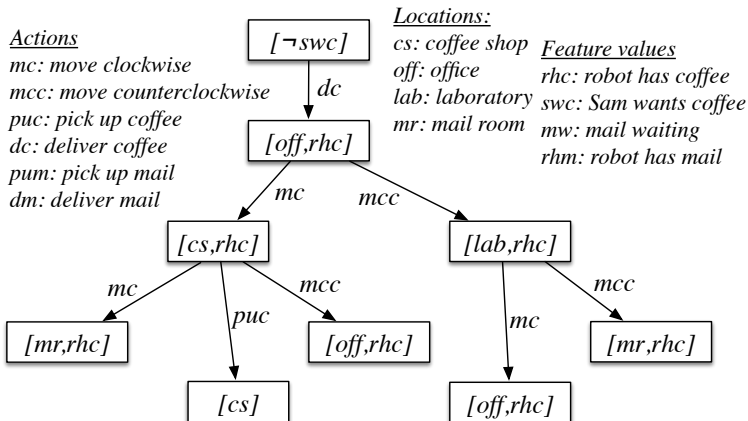 Actions
mc: move clockwise
mcc: move counterclockwise
puc: pick up coffee
dc: deliver coffee
pum: pick up mail
dm: deliver mail
Locations:
cs: coffee shop
off: office
lab: laboratory
mr: mail room
Feature values
rhc: robot has coffee
swc: Sam wants coffee
mw: mail waiting
rhm: robot has mail
[¬swc]
dc
[off,rhc]
mc
mcc
[cs,rhc]
[lab,rhc]
mc
puc
mcc
mc
mcc
[mr,rhc]
[off,rhc]
[mr,rhc]
[cs]
[off,rhc]